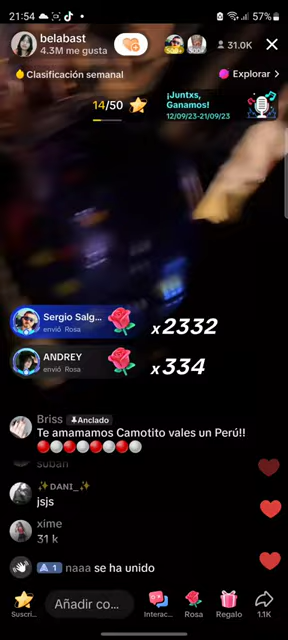 21:54
57%
belabast
4.3M me gusta
31.0K
Clasificación semanal
Explorar >
14/50
¡Juntxs,
Ganamos!
12/09/23-21/09/23
Sergio Salg...
envió Rosa
x2332
ANDREY
envió Rosa
x334
Briss Anclado
Te amamamos Camotito vales un Perú!!
suban
✨DANI_✨
jsjs
xime
31 k
1 naaa se ha unido
Suscri...
Añadir co...
Interac...
Rosa
Regalo
1.1K